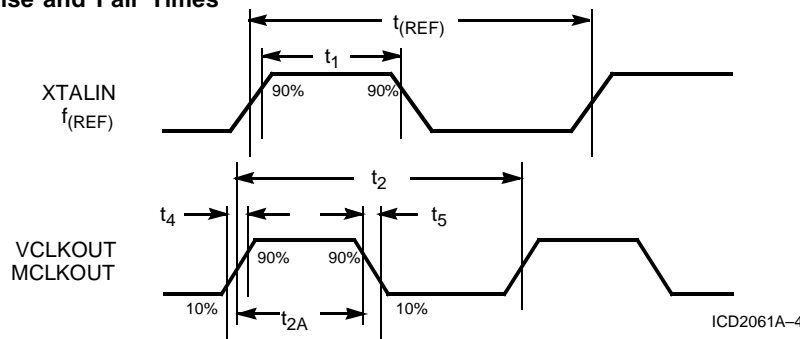 and Fall Times
t(REF)
t1
XTALIN
f(REF)
90%
90%
t2
t4
t5
VCLKOUT
MCLKOUT
90%
90%
10%
t2A
10%
ICD2061A–4